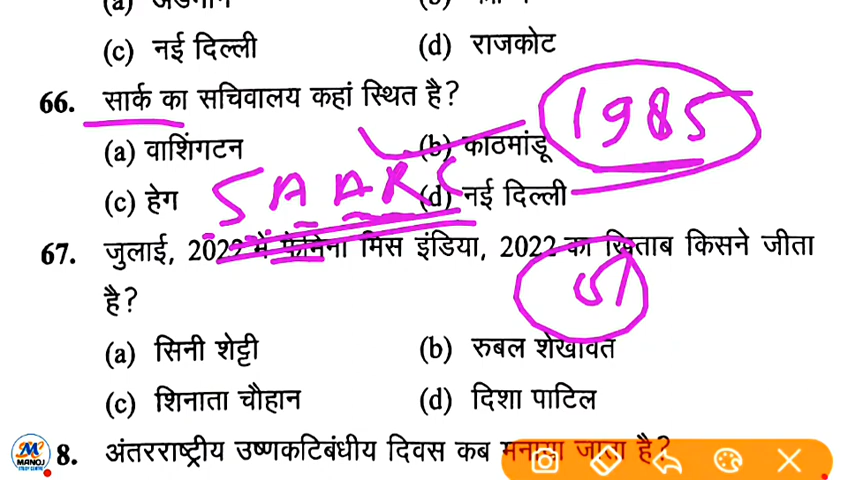 (c) नई दिल्ली (d) राजकोट
66. सार्क का सचिवालय कहां स्थित है?
1985
(a) वाशिंगटन (b) काठमांडू
SAARC
(c) हेग (d) नई दिल्ली
67. जुलाई, 2022 में फेमिना मिस इंडिया, 2022 का खिताब किसने जीता
है?
(a) सिनी शेट्टी (b) रुबल शेखावत
(c) शिनाता चौहान (d) दिशा पाटिल
8. अंतरराष्ट्रीय उष्णकटिबंधीय दिवस कब मनाया जाता है?
MANOJ